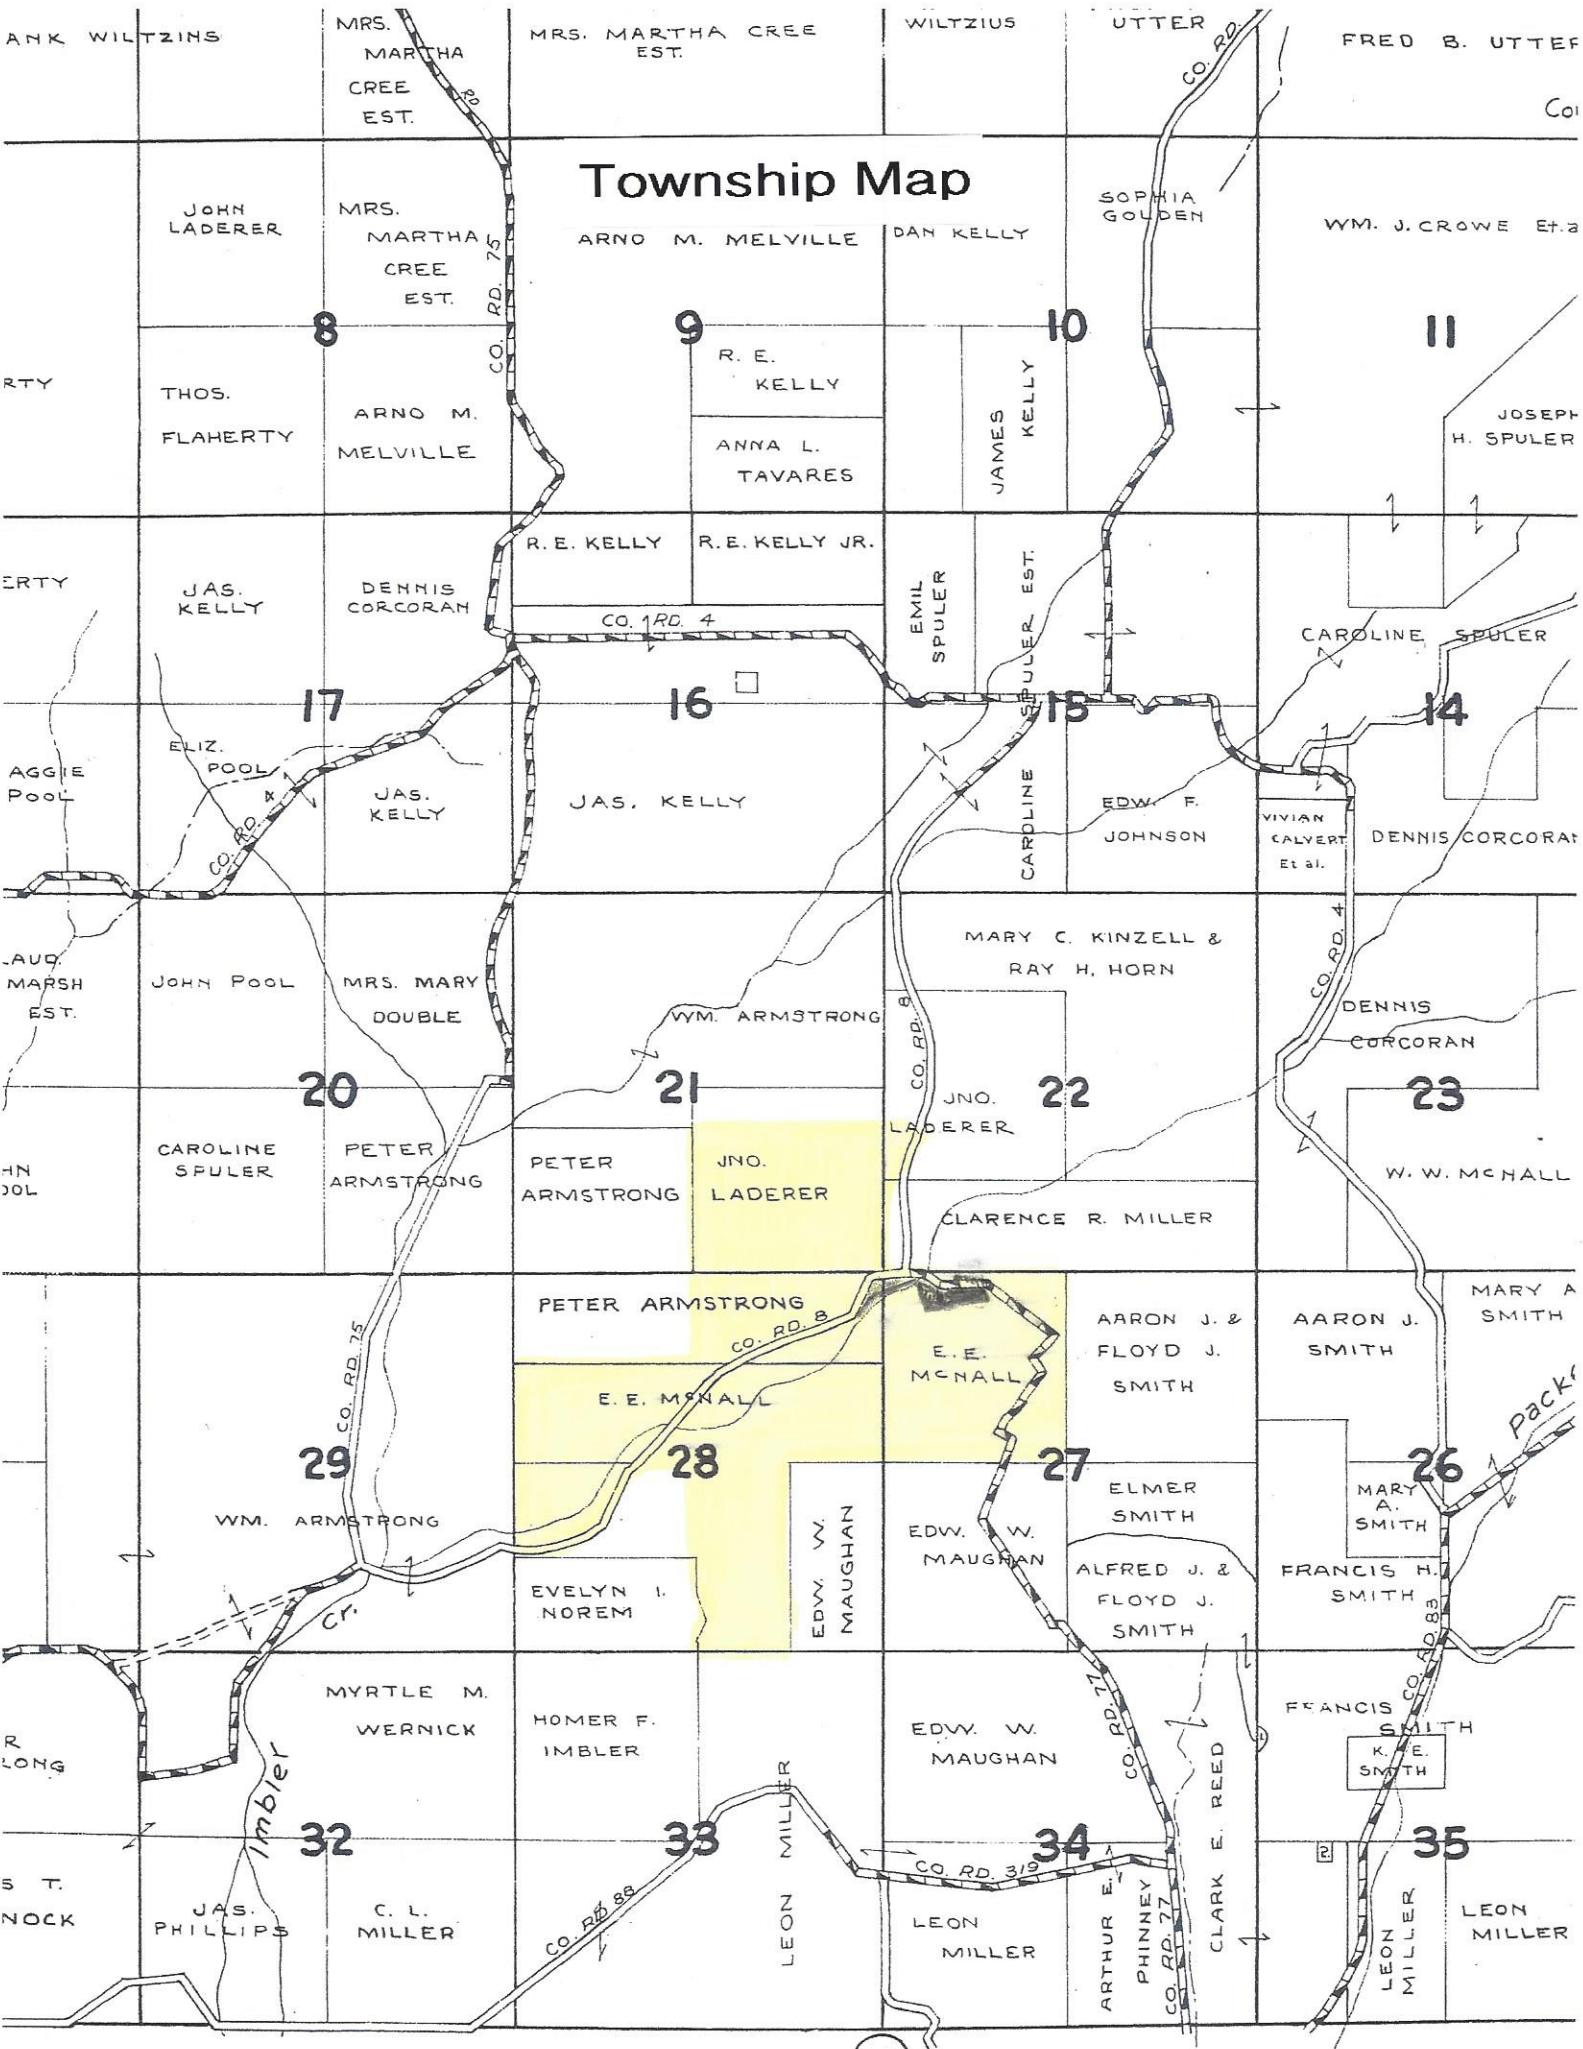 ANK WILTZINS
MRS.
MARTHA
CREE
EST.
RD
MRS. MARTHA CREE
EST.
WILTZIUS
UTTER
CO. RD.
FRED B. UTTER
Township Map
JOHN
LADERER
MRS.
MARTHA
CREE
EST.
CO. RD. 75
ARNO M. MELVILLE
DAN KELLY
SOPHIA
GOLDEN
WM. J. CROWE Et. a
8
9
10
11
RTY
THOS.
FLAHERTY
ARNO M.
MELVILLE
R. E.
KELLY
ANNA L.
TAVARES
JAMES
KELLY
JOSEPH
H. SPULER
ERTY
JAS.
KELLY
DENNIS
CORCORAN
R. E. KELLY
R. E. KELLY JR.
CO. RD. 4
EMIL
SPULER
CAROLINE SPULER EST.
CAROLINE SPULER
17
16
15
14
AGGIE
POOL
ELIZ.
POOL
CO. RD. 4
JAS.
KELLY
JAS. KELLY
EDW. F.
JOHNSON
VIVIAN
CALVERT
Et al.
DENNIS CORCORAN
LAUD.
MARSH
EST.
JOHN POOL
MRS. MARY
DOUBLE
WM. ARMSTRONG
CO. RD. 8
MARY C. KINZELL &
RAY H. HORN
CO. RD. 4
DENNIS
CORCORAN
20
21
22
23
HN
OOL
CAROLINE
SPULER
PETER
ARMSTRONG
PETER
ARMSTRONG
JNO.
LADERER
JNO.
LADERER
CLARENCE R. MILLER
W. W. MCNALL
CO. RD. 75
PETER ARMSTRONG
CO. RD. 8
E. E. MCNALL
E. E.
MCNALL
AARON J. &
FLOYD J.
SMITH
AARON J.
SMITH
MARY A
SMITH
Pack
29
28
27
26
WM. ARMSTRONG
EVELYN I.
NOREM
EDW. W.
MAUGHAN
EDW. W.
MAUGHAN
ELMER
SMITH
ALFRED J. &
FLOYD J.
SMITH
MARY
A.
SMITH
FRANCIS H.
SMITH
CO. RD. 83
Cr.
Imbler
R
LONG
MYRTLE M.
WERNICK
HOMER F.
IMBLER
LEON MILLER
EDW. W.
MAUGHAN
CO. RD. 77
CLARK E. REED
FRANCIS
SMITH
K. E.
SMITH
32
33
34
35
2
S T.
NOCK
JAS.
PHILLIPS
C. L.
MILLER
CO. RD. 88
CO. RD. 319
LEON
MILLER
ARTHUR E.
PHINNEY
CO. RD. 77
LEON
MILLER
LEON
MILLER